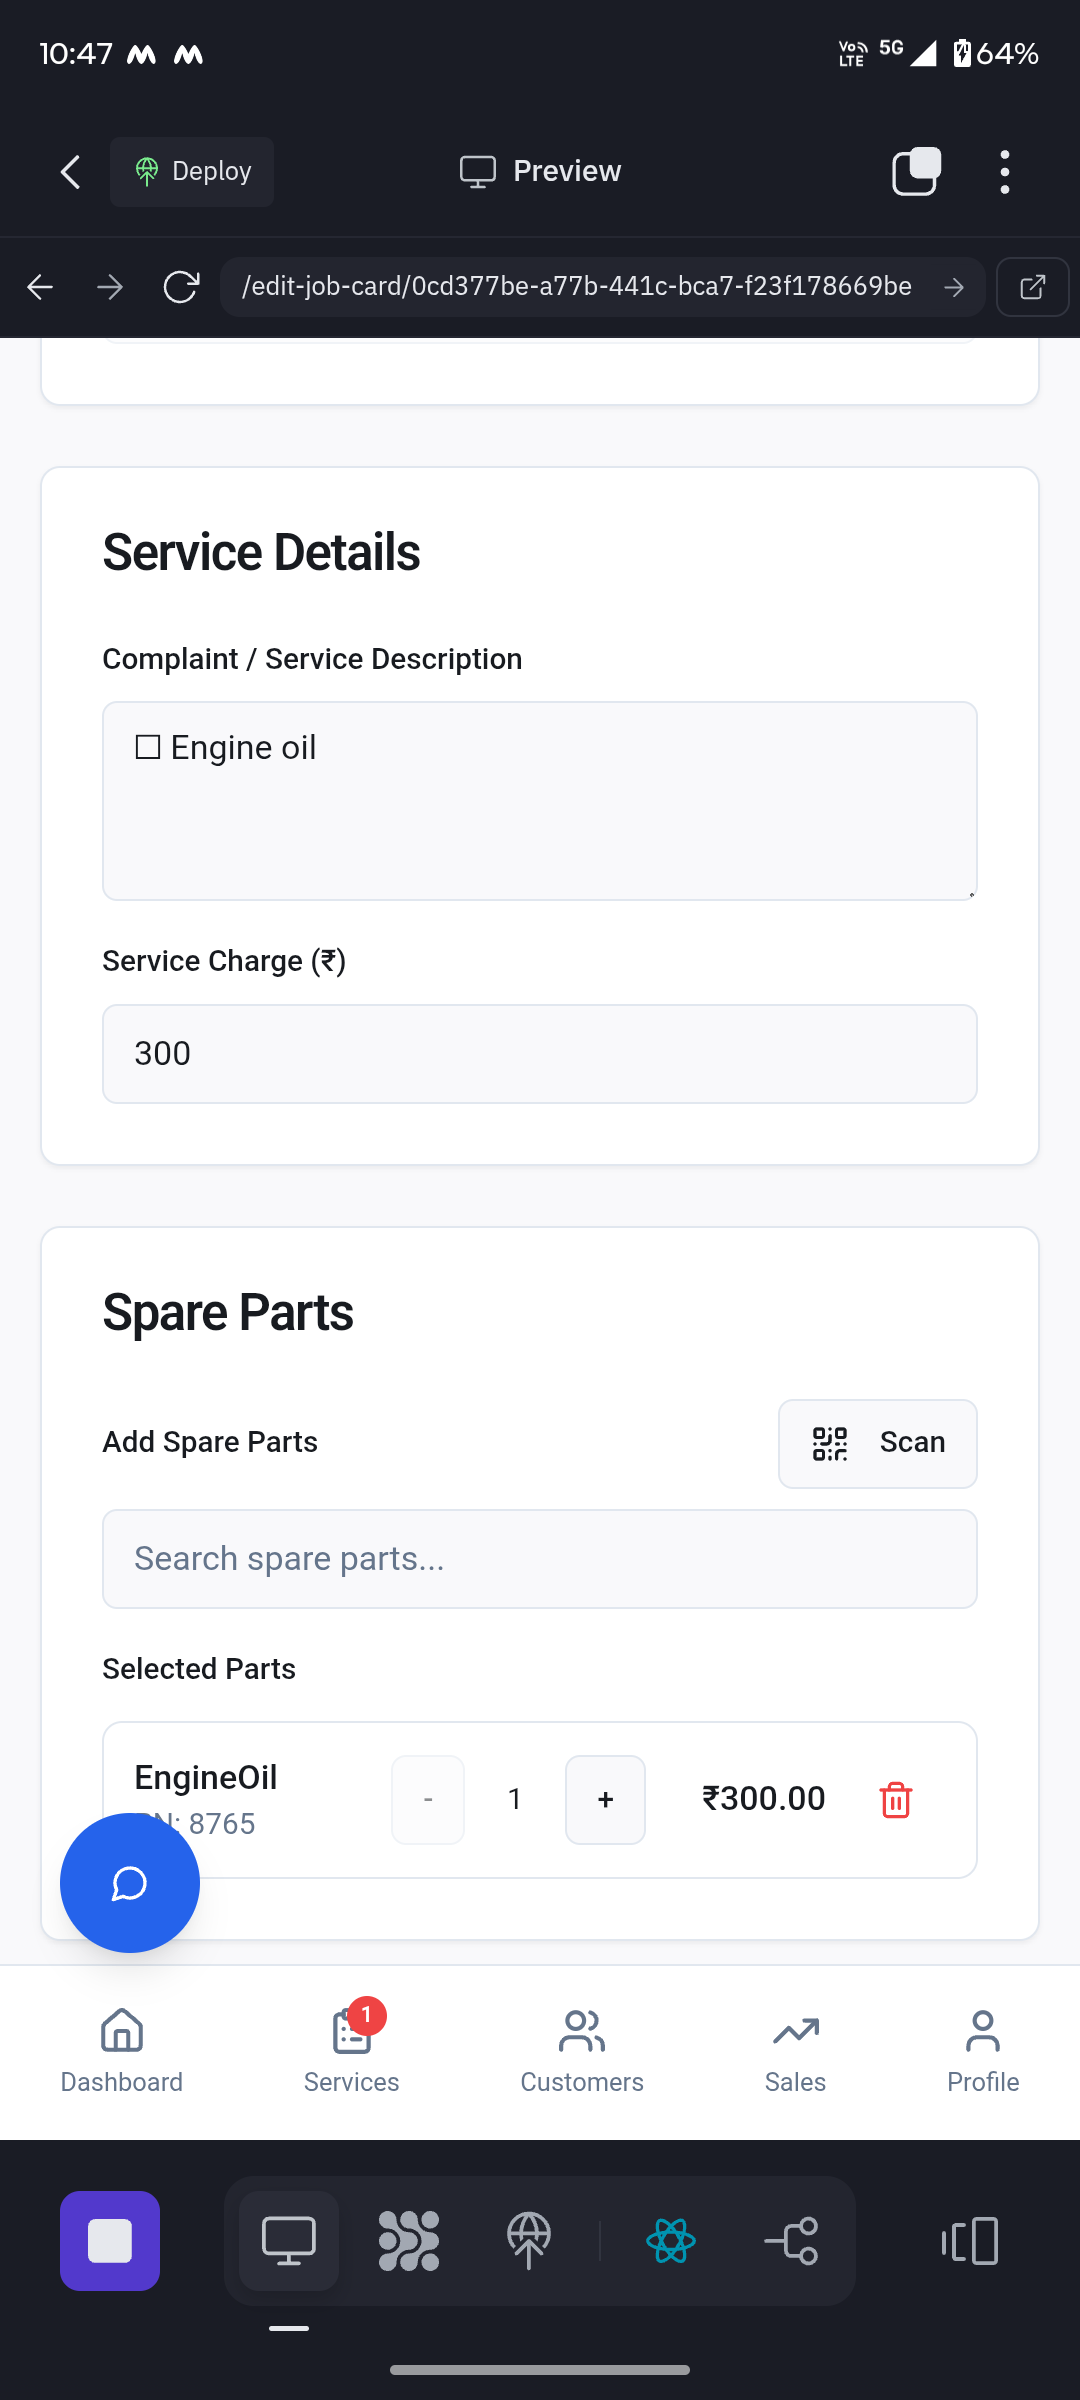 10:47
Vo LTE 5G 64%
Deploy
Preview
/edit-job-card/0cd377be-a77b-441c-bca7-f23f178669be
Service Details
Complaint / Service Description
☐ Engine oil
Service Charge (₹)
300
Spare Parts
Add Spare Parts
Scan
Search spare parts...
Selected Parts
EngineOil
N: 8765
-
1
+
₹300.00
1
Dashboard
Services
Customers
Sales
Profile